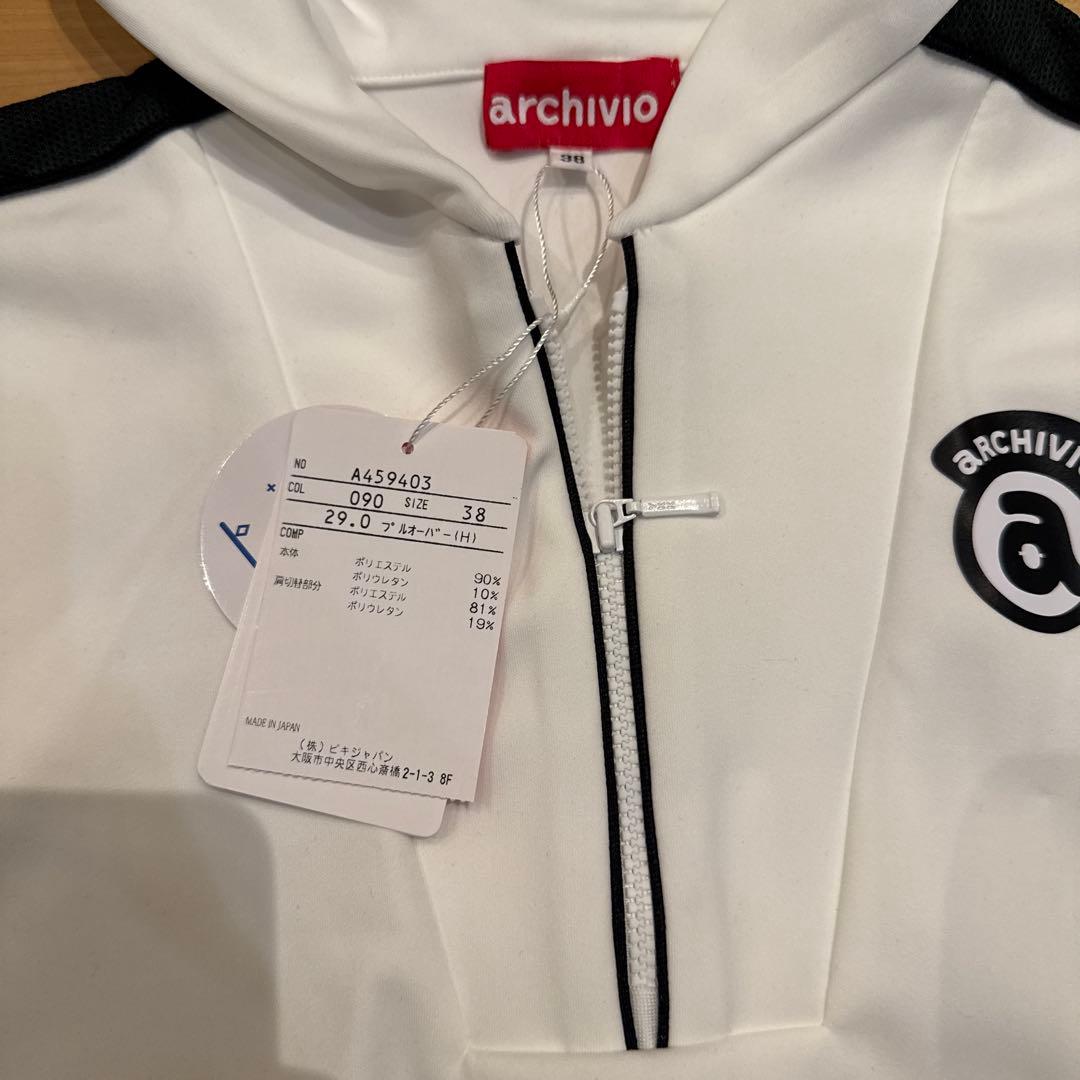 archivio
38
NO A459403
COL 090 SIZE 38
29.0 プルオーバー(H)
COMP
本体 ポリエステル 90%
ポリウレタン 10%
肩切替部分 ポリエステル 81%
ポリウレタン 19%
MADE IN JAPAN
(株)ピキジャパン
大阪市中央区西心斎橋2-1-3 8F
aRCHIVI
a